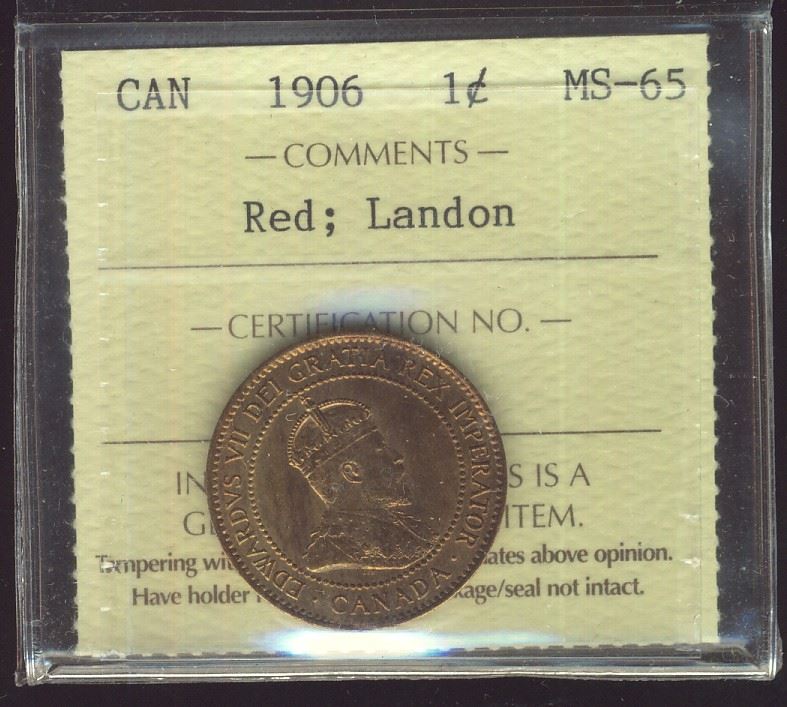 CAN 1906 1¢ MS-65
— COMMENTS —
Red; Landon
— CERTIFICATION NO. —
EDWARDVS VII DEI GRATIA REX IMPERATOR
CANADA
IN S IS A
G ITEM.
Tampering wi ates above opinion.
Have holder kage/seal not intact.